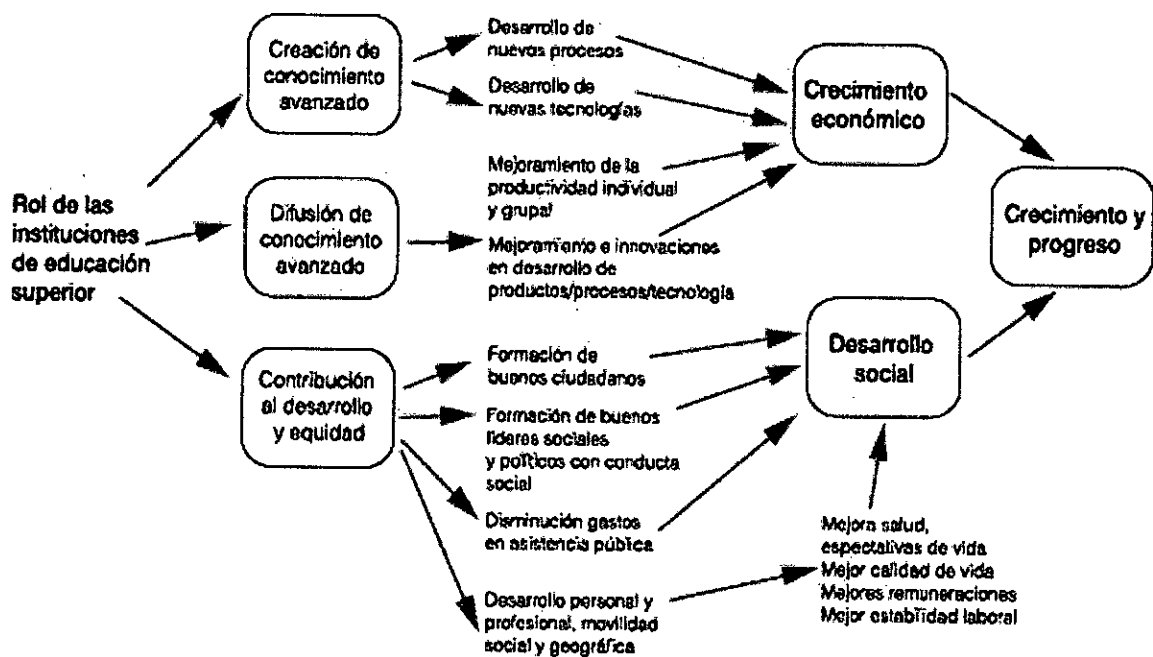 Rol de las
instituciones
de educación
superior
Creación de
conocimiento
avanzado
Difusión de
conocimiento
avanzado
Contribución
al desarrollo
y equidad
Desarrollo de
nuevos procesos
Desarrollo de
nuevas tecnologías
Mejoramiento de la
productividad individual
y grupal
Mejoramiento e innovaciones
en desarrollo de
productos/procesos/tecnología
Formación de
buenos ciudadanos
Formación de buenos
líderes sociales
y políticos con conducta
social
Disminución gastos
en asistencia pública
Desarrollo personal y
profesional, movilidad
social y geográfica
Crecimiento
económico
Desarrollo
social
Mejora salud,
espectativas de vida
Mejor calidad de vida
Mejores remuneraciones
Mejor estabilidad laboral
Crecimiento y
progreso